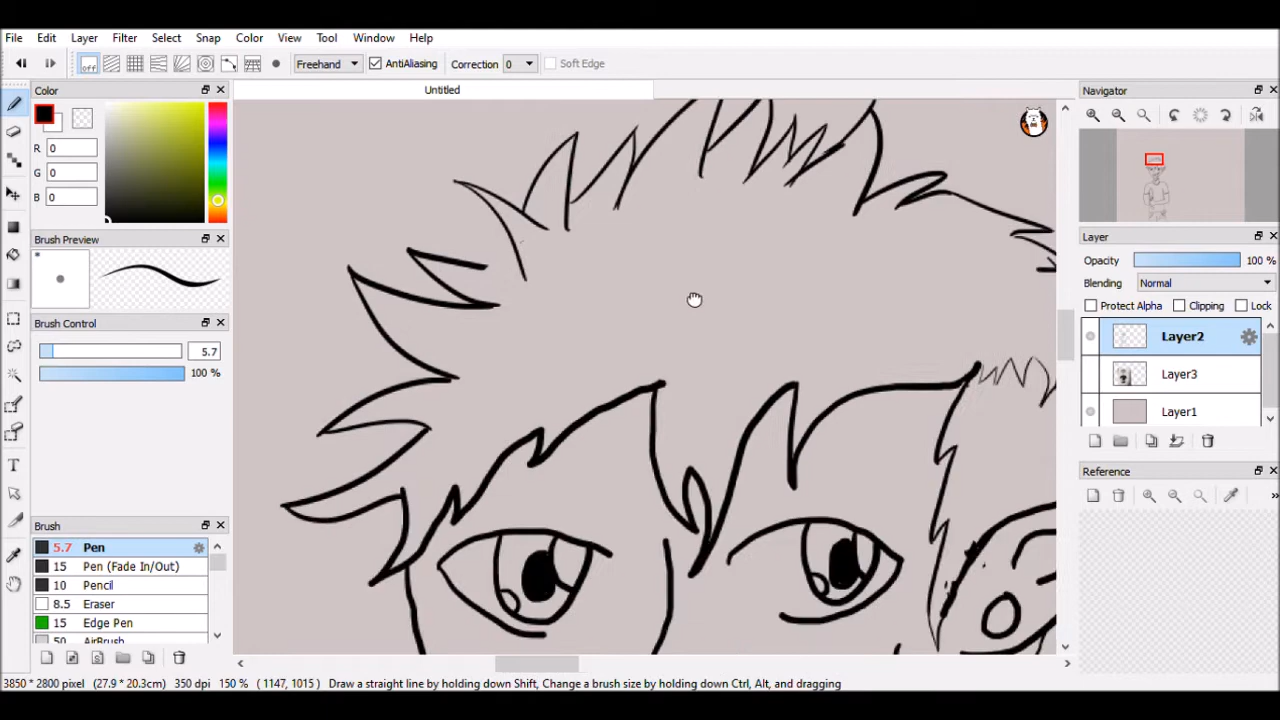 File Edit Layer Filter Select Snap Color View Tool Window Help
off Freehand AntiAliasing Correction 0 Soft Edge
Color
Untitled
Navigator
R 0
G 0
B 0
Brush Preview
Layer
Opacity 100 %
Blending Normal
Protect Alpha Clipping Lock
Brush Control
5.7
100 %
Layer2
Layer3
Layer1
T
Reference
Brush
5.7 Pen
15 Pen (Fade In/Out)
10 Pencil
8.5 Eraser
15 Edge Pen
50 AirBrush
3850 * 2800 pixel (27.9 * 20.3cm) 350 dpi 150 % ( 1147, 1015 ) Draw a straight line by holding down Shift, Change a brush size by holding down Ctrl, Alt, and dragging